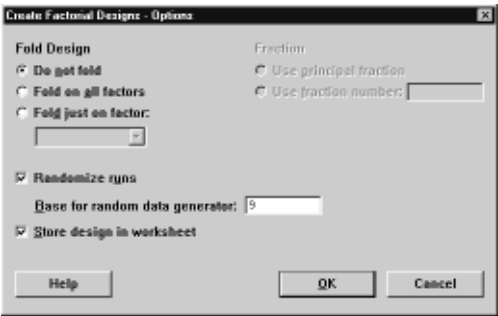 Create Factorial Designs - Options
Fold Design
Do not fold
Fold on all factors
Fold just on factor:
Fraction
Use principal fraction
Use fraction number:
Randomize runs
Base for random data generator: 9
Store design in worksheet
Help
OK
Cancel